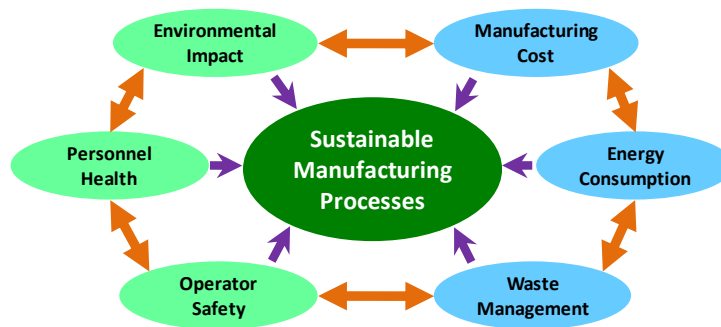 Environmental
Impact
Manufacturing
Cost
Personnel
Health
Sustainable
Manufacturing
Processes
Energy
Consumption
Operator
Safety
Waste
Management